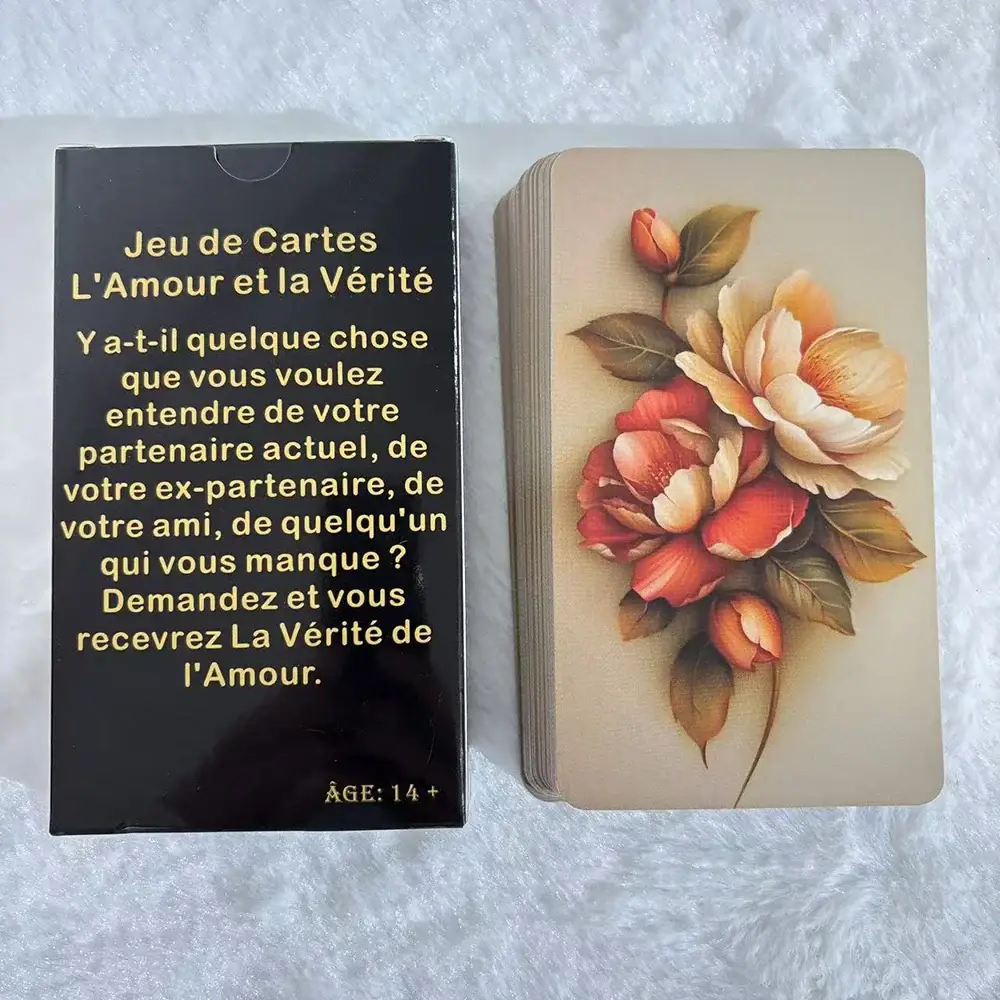 Jeu de Cartes
L'Amour et la Vérité
Y a-t-il quelque chose
que vous voulez
entendre de votre
partenaire actuel, de
votre ex-partenaire, de
votre ami, de quelqu'un
qui vous manque ?
Demandez et vous
recevrez La Vérité de
l'Amour.
ÂGE: 14 +